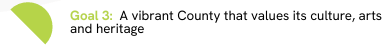 Goal 3: A vibrant County that values its culture, arts
and heritage